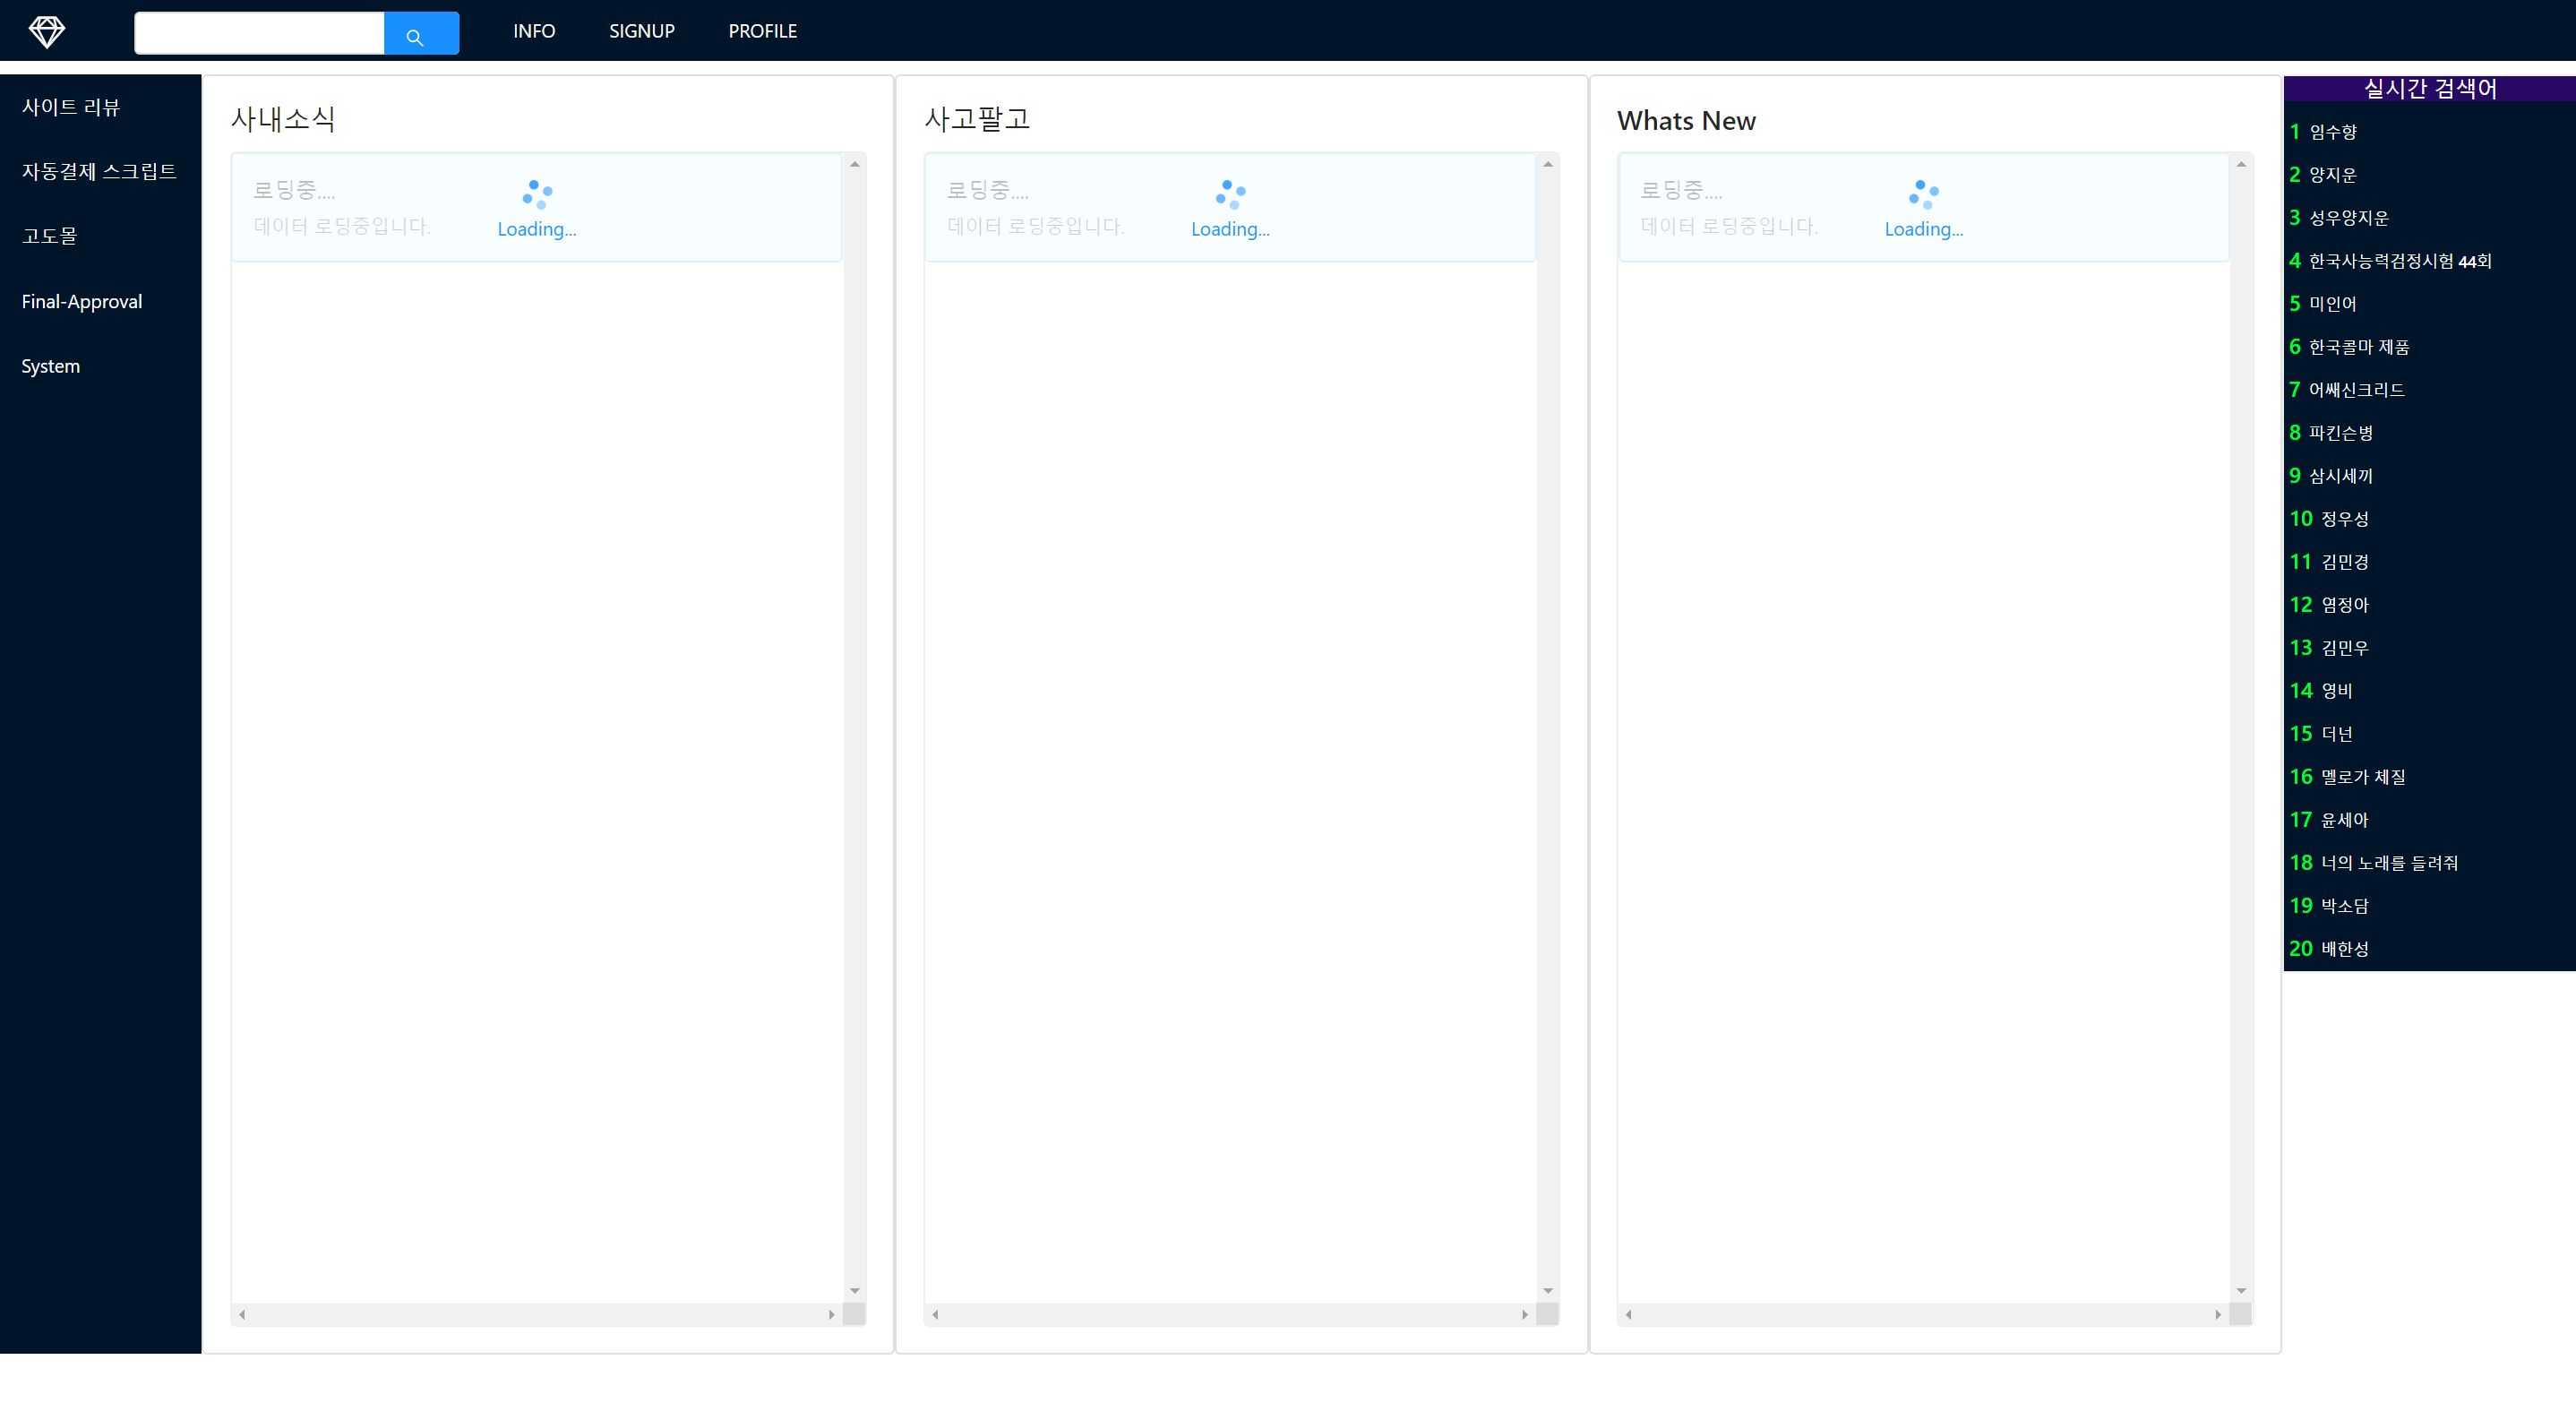 INFO SIGNUP PROFILE
사이트 리뷰
자동결제 스크립트
고도몰
Final-Approval
System
사내소식
로딩중....
데이터 로딩중입니다.
Loading...
사고팔고
로딩중....
데이터 로딩중입니다.
Loading...
Whats New
로딩중....
데이터 로딩중입니다.
Loading...
실시간 검색어
1 임수향
2 양지운
3 성우양지운
4 한국사능력검정시험 44회
5 미인어
6 한국콜마 제품
7 어쌔신크리드
8 파킨슨병
9 삼시세끼
10 정우성
11 김민경
12 염정아
13 김민우
14 영비
15 더넌
16 멜로가 체질
17 윤세아
18 너의 노래를 들려줘
19 박소담
20 배한성